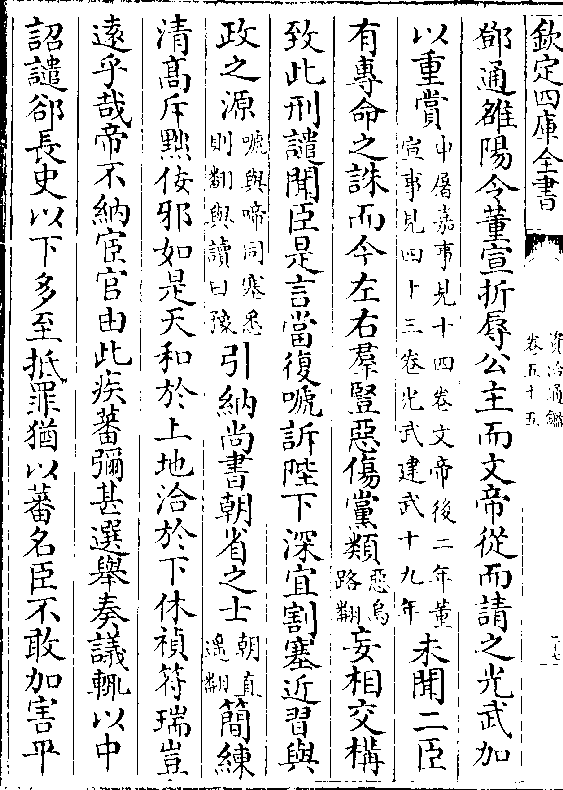 欽定四庫全書
資治通鑑
卷五十五
十七
鄧通雒陽令董宣折辱公主而文帝從而請之光武加
以重賞申屠嘉事見十四卷文帝後二年董宣事見四十三卷光武建武十九年未聞二臣
有專命之誅而今左右羣豎惡傷黨類惡烏路翻妄相交構
致此刑譴聞臣是言當復嗁訴陛下深宜割塞近習與
政之源嗁與啼同塞悉則翻與讀曰豫引納尚書朝省之士朝直遙翻簡練
清髙斥黜佞邪如是天和於上地洽於下休禎符瑞豈
遠乎哉帝不納宦官由此疾蕃彌甚選舉奏議輒以中
詔譴郤長史以下多至抵罪猶以蕃名臣不敢加害平